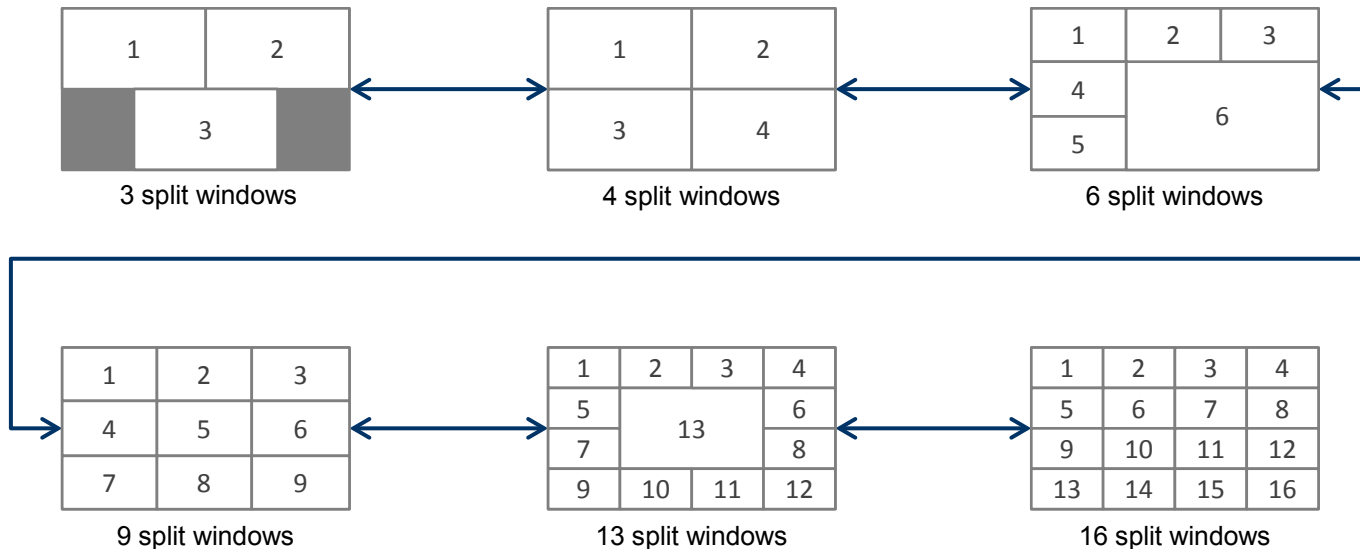 1 2
3
3 split windows
1 2
3 4
4 split windows
1 2 3
4
6
5
6 split windows
1 2 3
4 5 6
7 8 9
9 split windows
1 2 3 4
5 6
13
7 8
9 10 11 12
13 split windows
1 2 3 4
5 6 7 8
9 10 11 12
13 14 15 16
16 split windows